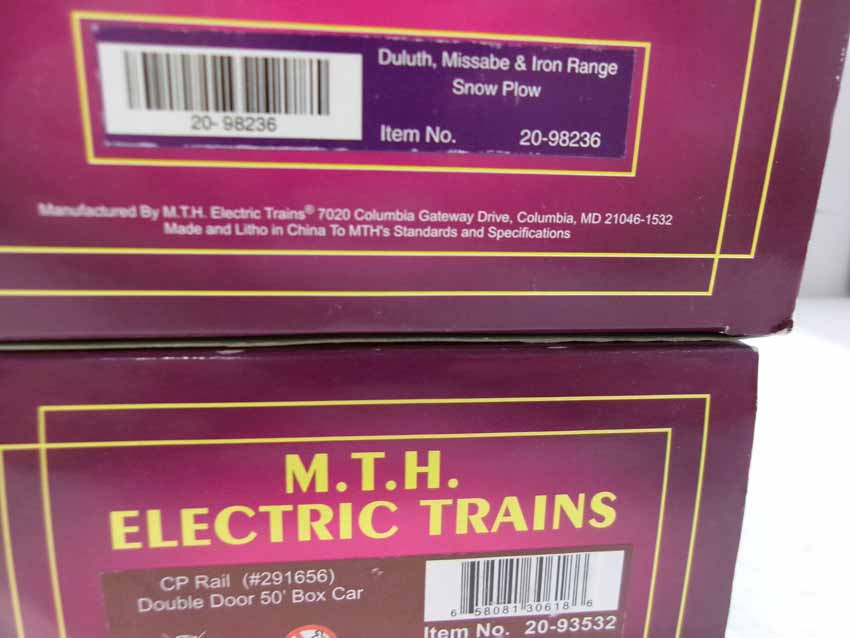 Duluth, Missabe & Iron Range
Snow Plow
20-98236
Item No. 20-98236
Manufactured By M.T.H. Electric Trains® 7020 Columbia Gateway Drive, Columbia, MD 21046-1532
Made and Litho in China To MTH's Standards and Specifications
M.T.H.
ELECTRIC TRAINS
CP Rail (#291656)
Double Door 50' Box Car
6 58081 30618 6
Item No. 20-93532